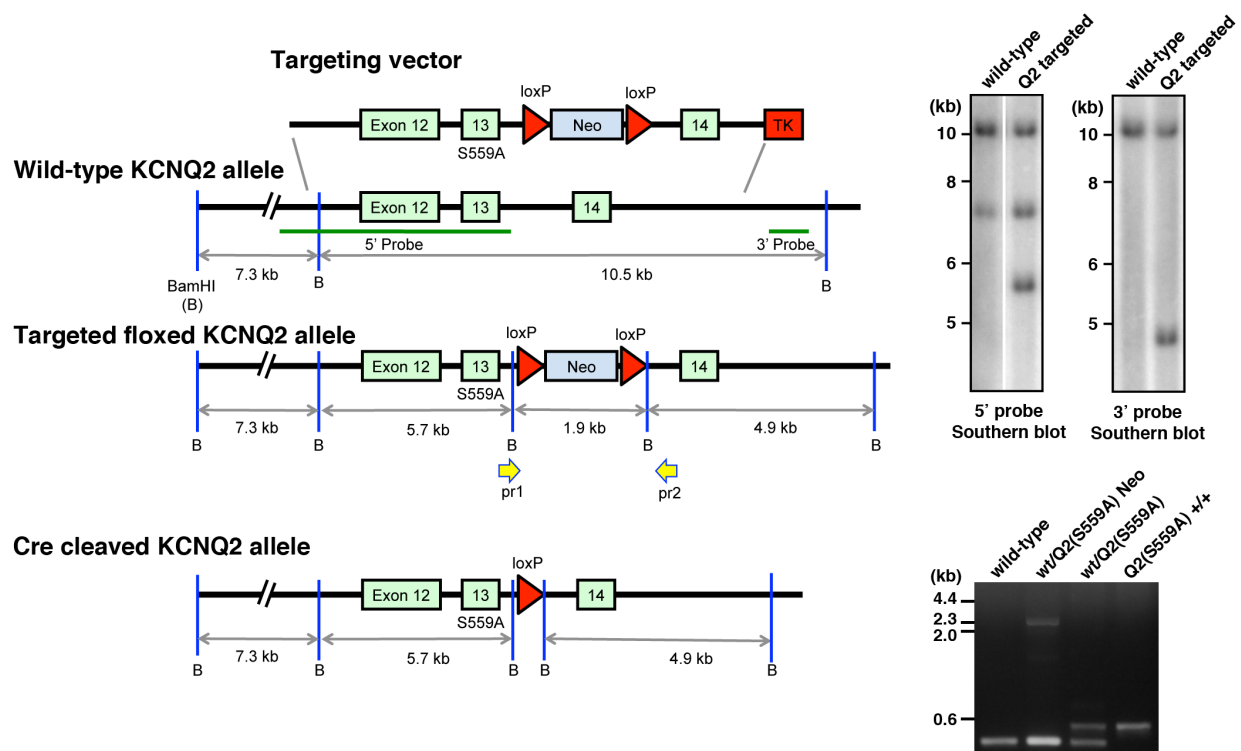 Targeting vector
loxP
loxP
Exon 12
13
Neo
14
TK
S559A
Wild-type KCNQ2 allele
Exon 12
13
14
5' Probe
3' Probe
7.3 kb
10.5 kb
BamHI
(B)
B
B
Targeted floxed KCNQ2 allele
loxP
loxP
Exon 12
13
Neo
14
S559A
7.3 kb
5.7 kb
1.9 kb
4.9 kb
B
B
B
B
B
pr1
pr2
Cre cleaved KCNQ2 allele
loxP
Exon 12
13
14
S559A
7.3 kb
5.7 kb
4.9 kb
B
B
B
B
B
wild-type
Q2 targeted
(kb)
10
8
6
5
5' probe
Southern blot
wild-type
Q2 targeted
(kb)
10
8
6
5
3' probe
Southern blot
wild-type
wt/Q2(S559A) Neo
wt/Q2(S559A)
Q2(S559A) +/+
(kb)
4.4
2.3
2.0
0.6